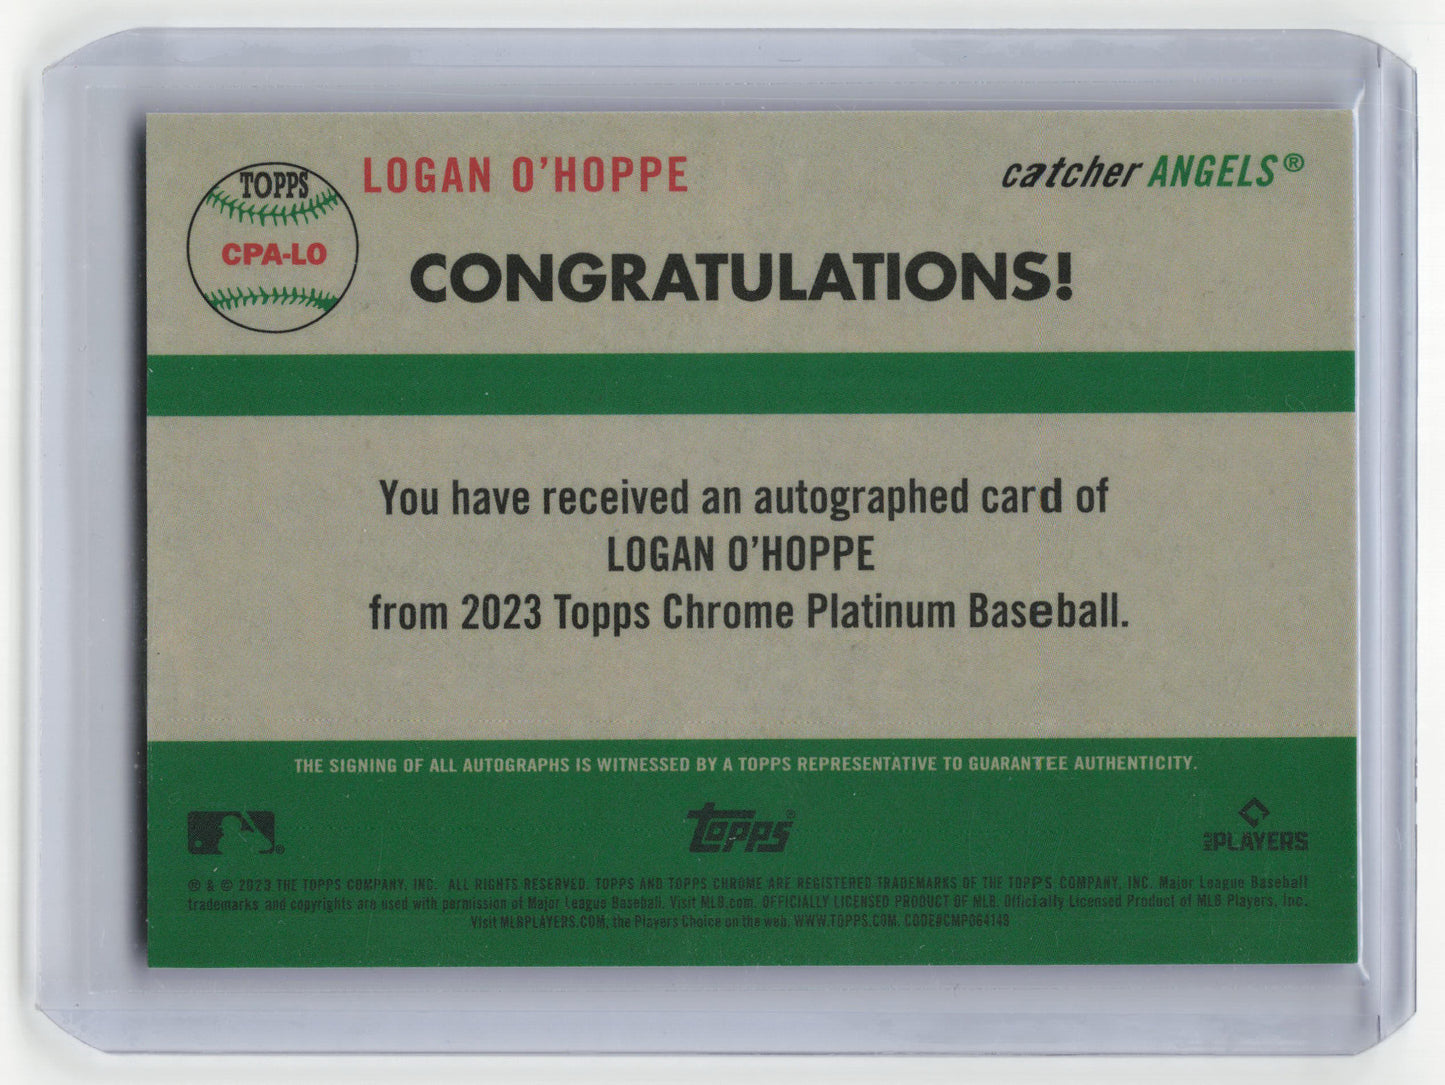 TOPPS
CPA-LO
LOGAN O'HOPPE
catcher ANGELS®
CONGRATULATIONS!
You have received an autographed card of
LOGAN O'HOPPE
from 2023 Topps Chrome Platinum Baseball.
THE SIGNING OF ALL AUTOGRAPHS IS WITNESSED BY A TOPPS REPRESENTATIVE TO GUARANTEE AUTHENTICITY.
®
topps®
MLB PLAYERS
® & © 2023 THE TOPPS COMPANY, INC. ALL RIGHTS RESERVED. TOPPS AND TOPPS CHROME ARE REGISTERED TRADEMARKS OF THE TOPPS COMPANY, INC. Major League Baseball
trademarks and copyrights are used with permission of Major League Baseball. Visit MLB.com. OFFICIALLY LICENSED PRODUCT OF MLB. Officially Licensed Product of MLB Players, Inc.
Visit MLBPLAYERS.COM, the Players Choice on the web. WWW.TOPPS.COM. CODE#CMP064149